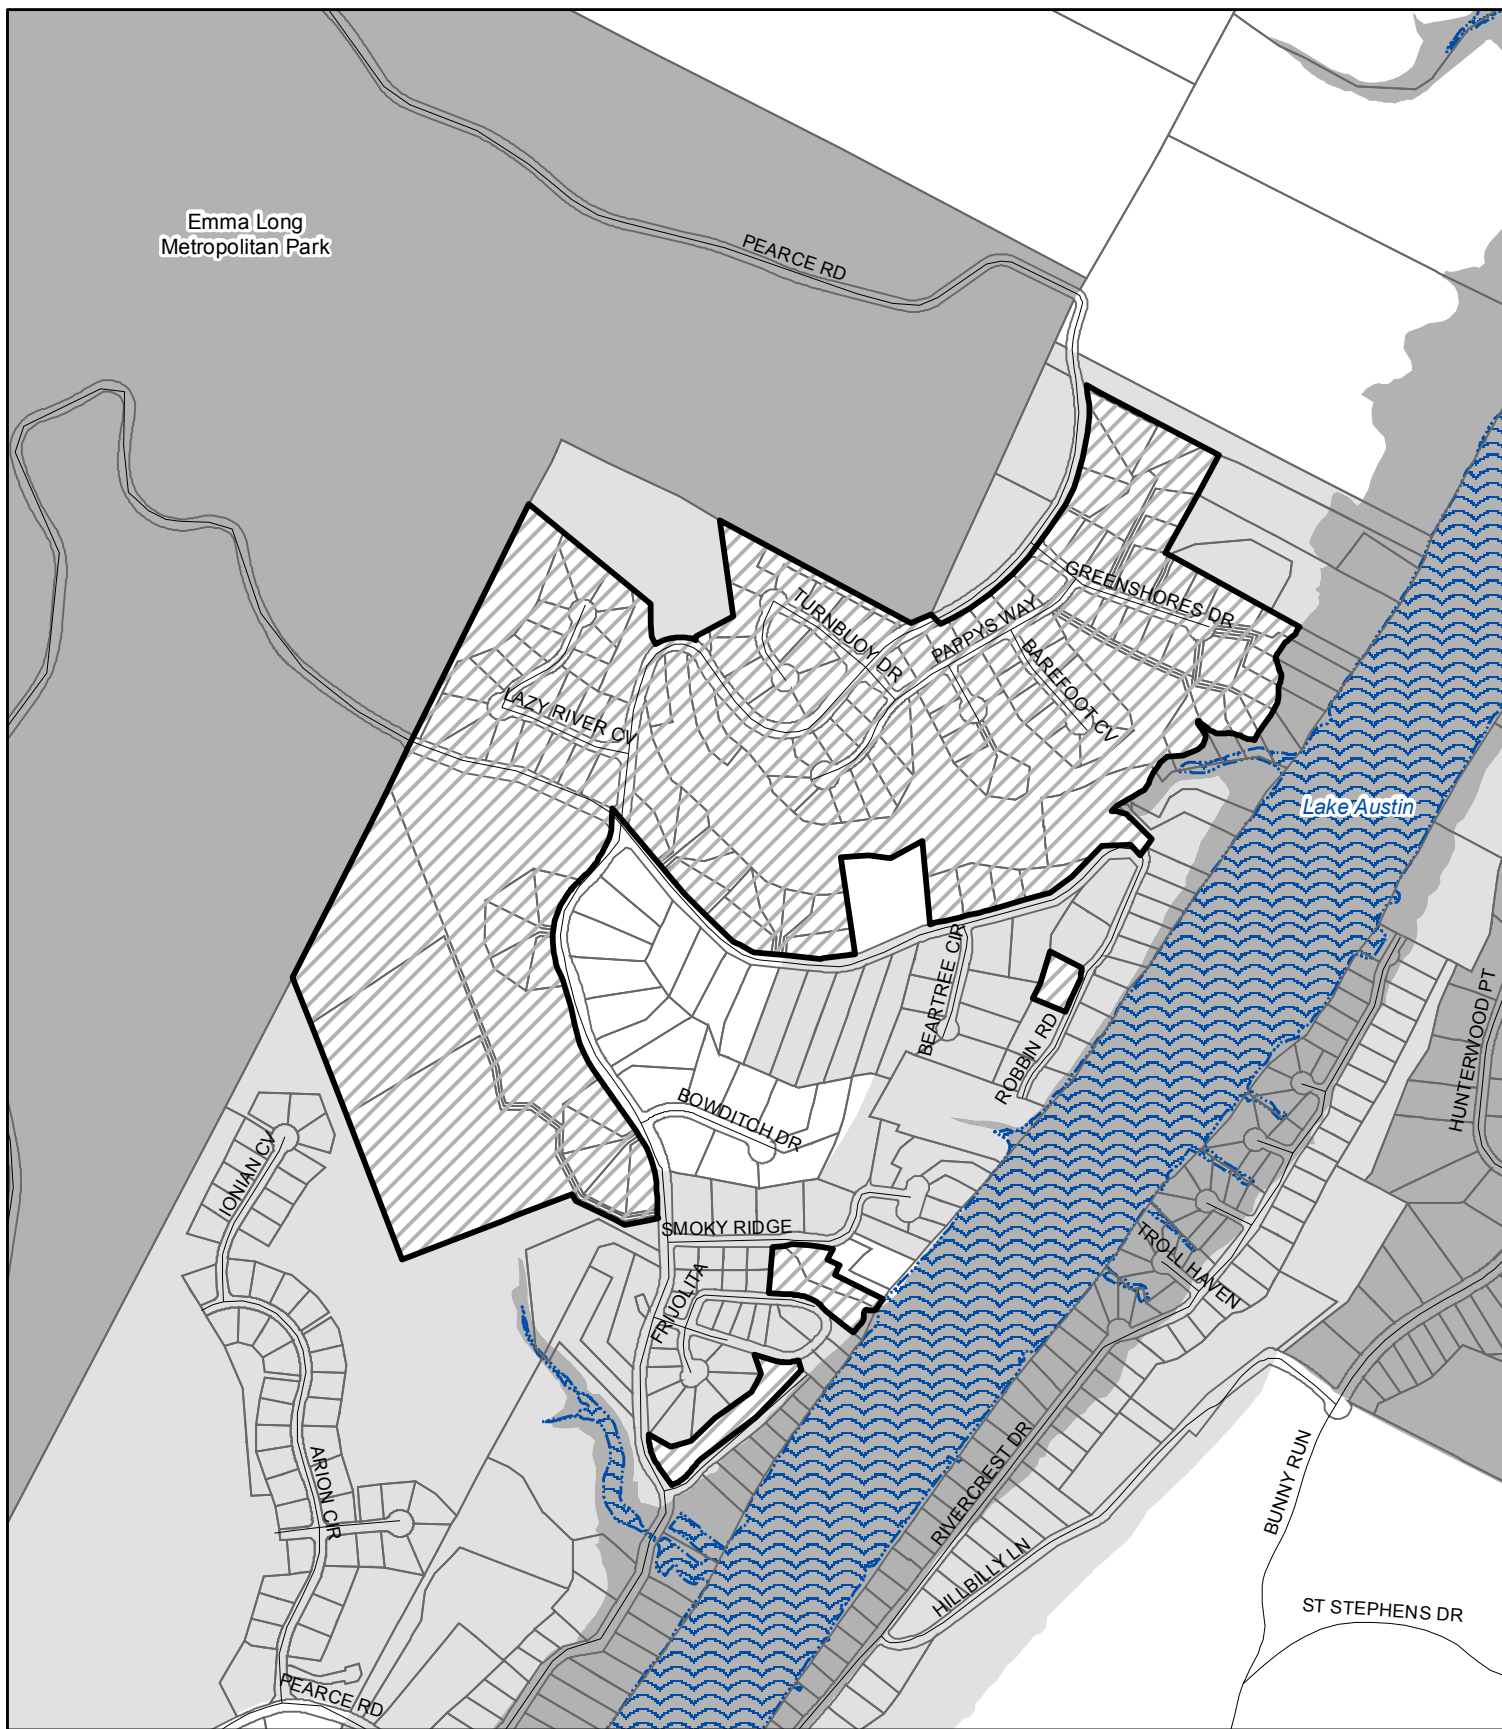 Emma Long
Metropolitan Park
PEARCE RD
GREENSHORES DR
TURNBUOY DR
PAPPYS WAY
BAREFOOT CV
LAZY RIVER CV
Lake Austin
BEARTREE CIR
ROBBIN RD
HUNTERWOOD PT
BOWDITCH DR
IONIAN CV
SMOKY RIDGE
TROLL HAVEN
FRIJOLITA
ARION CIR
RIVERCREST DR
BUNNY RUN
HILLBILLY LN
ST STEPHENS DR
PEARCE RD